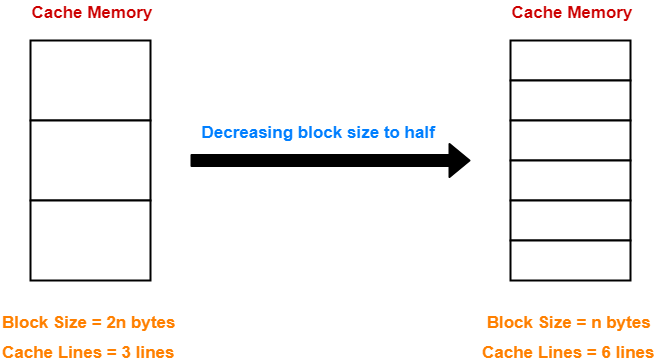 Cache Memory
Cache Memory
Decreasing block size to half
Block Size = 2n bytes
Cache Lines = 3 lines
Block Size = n bytes
Cache Lines = 6 lines